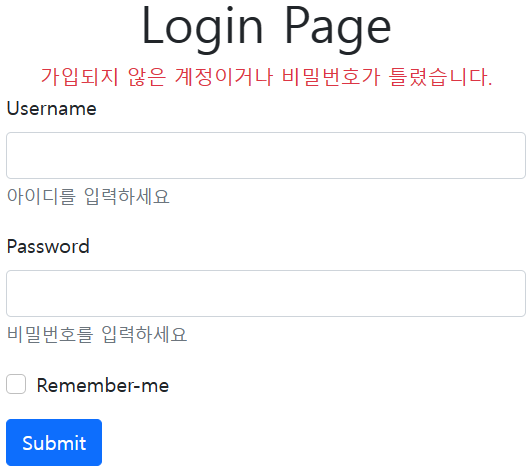 Login Page
가입되지 않은 계정이거나 비밀번호가 틀렸습니다.
Username
아이디를 입력하세요
Password
비밀번호를 입력하세요
Remember-me
Submit